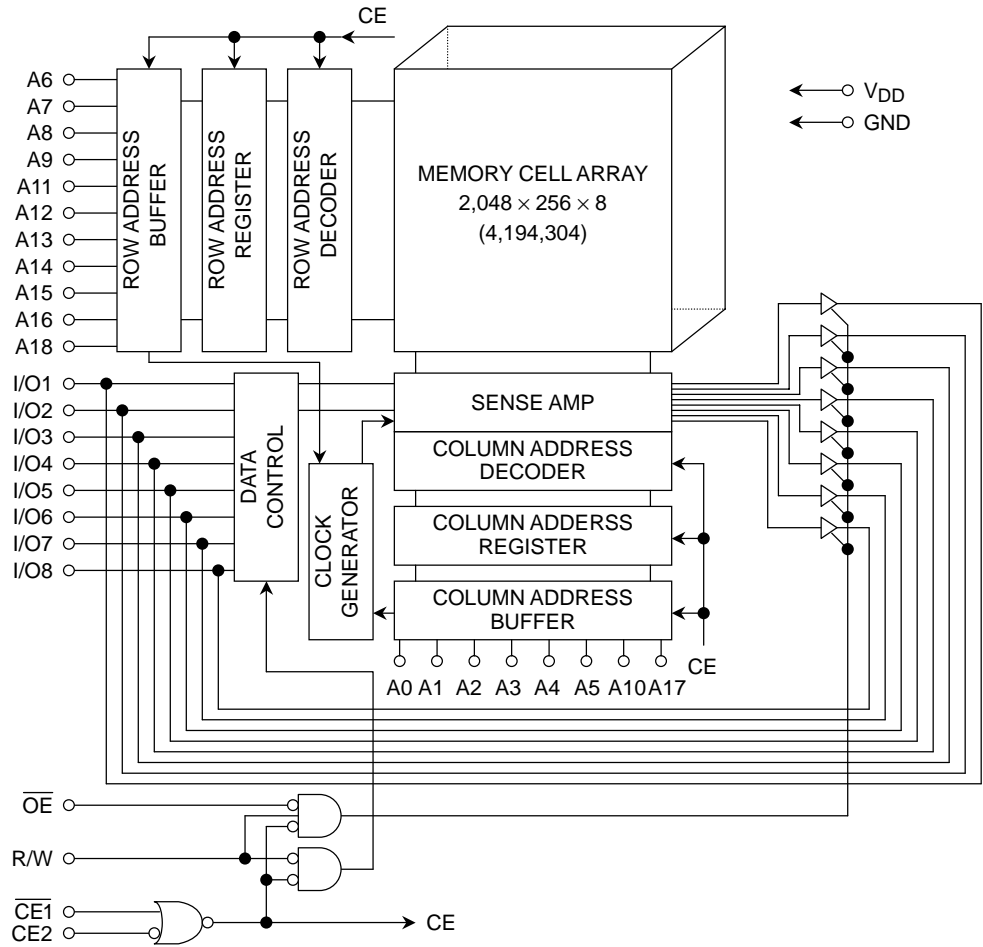 CE
A6
A7
A8
A9
A11
A12
A13
A14
A15
A16
A18
ROW ADDRESS
BUFFER
ROW ADDRESS
REGISTER
ROW ADDRESS
DECODER
MEMORY CELL ARRAY
2,048 × 256 × 8
(4,194,304)
VDD
GND
I/O1
I/O2
I/O3
I/O4
I/O5
I/O6
I/O7
I/O8
DATA
CONTROL
CLOCK
GENERATOR
SENSE AMP
COLUMN ADDRESS
DECODER
COLUMN ADDERSS
REGISTER
COLUMN ADDRESS
BUFFER
CE
A0 A1 A2 A3 A4 A5 A10 A17
OE
R/W
CE1
CE2
CE